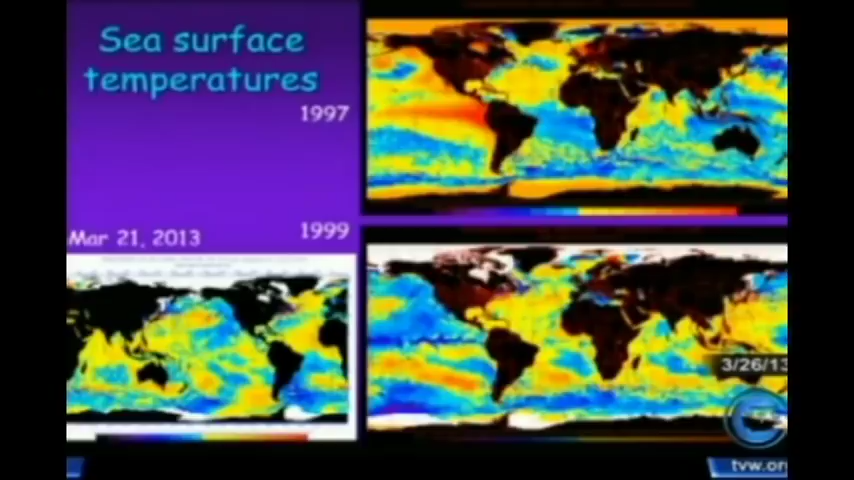 Sea surface
temperatures
1997
Mar 21, 2013
1999
3/26/13
tvw.or